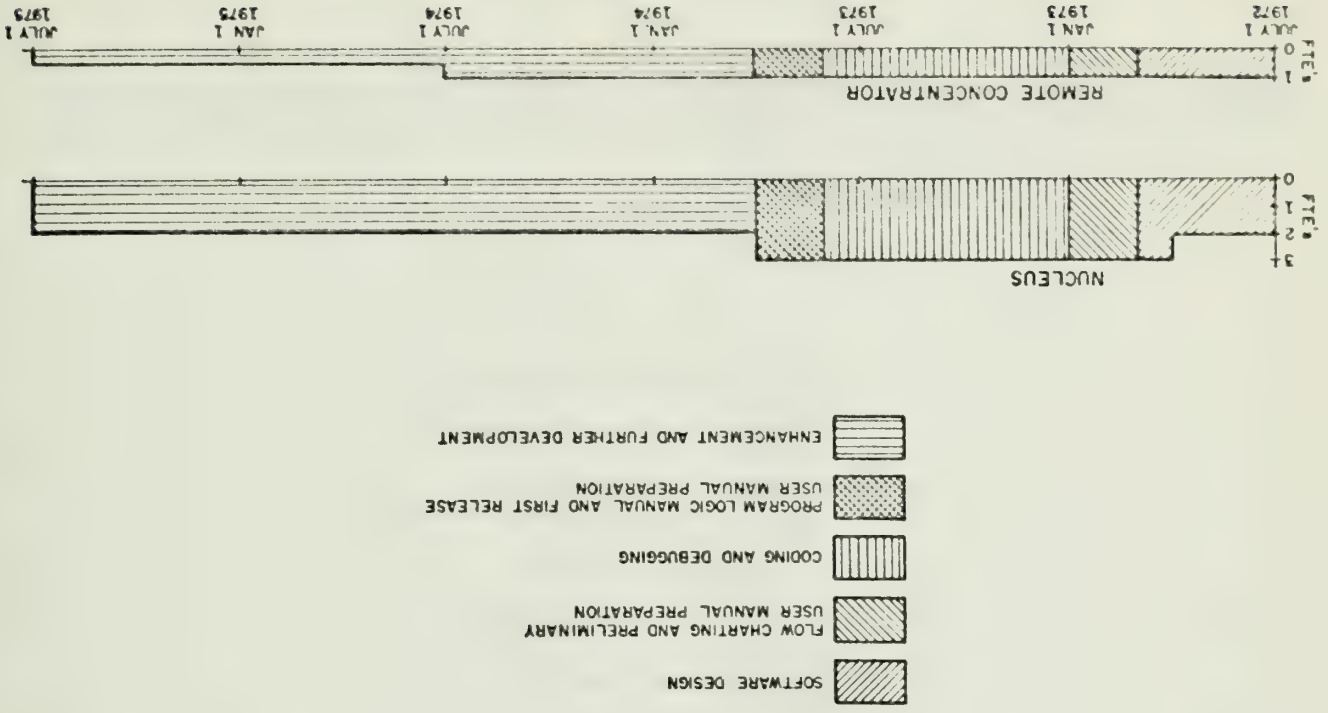 SOFTWARE DESIGN
FLOW CHARTING AND PRELIMINARY
USER MANUAL PREPARATION
CODING AND DEBUGGING
PROGRAM LOGIC MANUAL AND FIRST RELEASE
USER MANUAL PREPARATION
ENHANCEMENT AND FURTHER DEVELOPMENT
NUCLEUS
FTE's
3
2
1
0
REMOTE CONCENTRATOR
FTE's
1
0
JULY 1 JAN 1 JULY 1 JAN. 1 JULY 1 JAN 1 JULY 1
1972 1973 1973 1974 1974 1975 1975